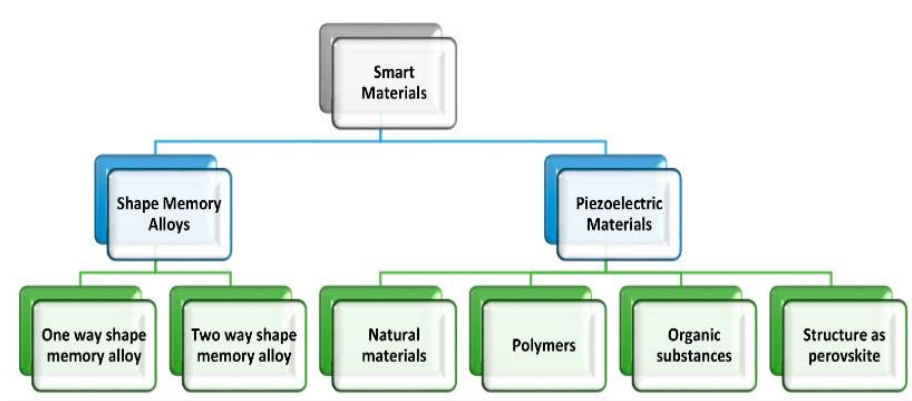 Smart
Materials
Shape Memory
Alloys
Piezoelectric
Materials
One way shape
memory alloy
Two way shape
memory alloy
Natural
materials
Polymers
Organic
substances
Structure as
perovskite